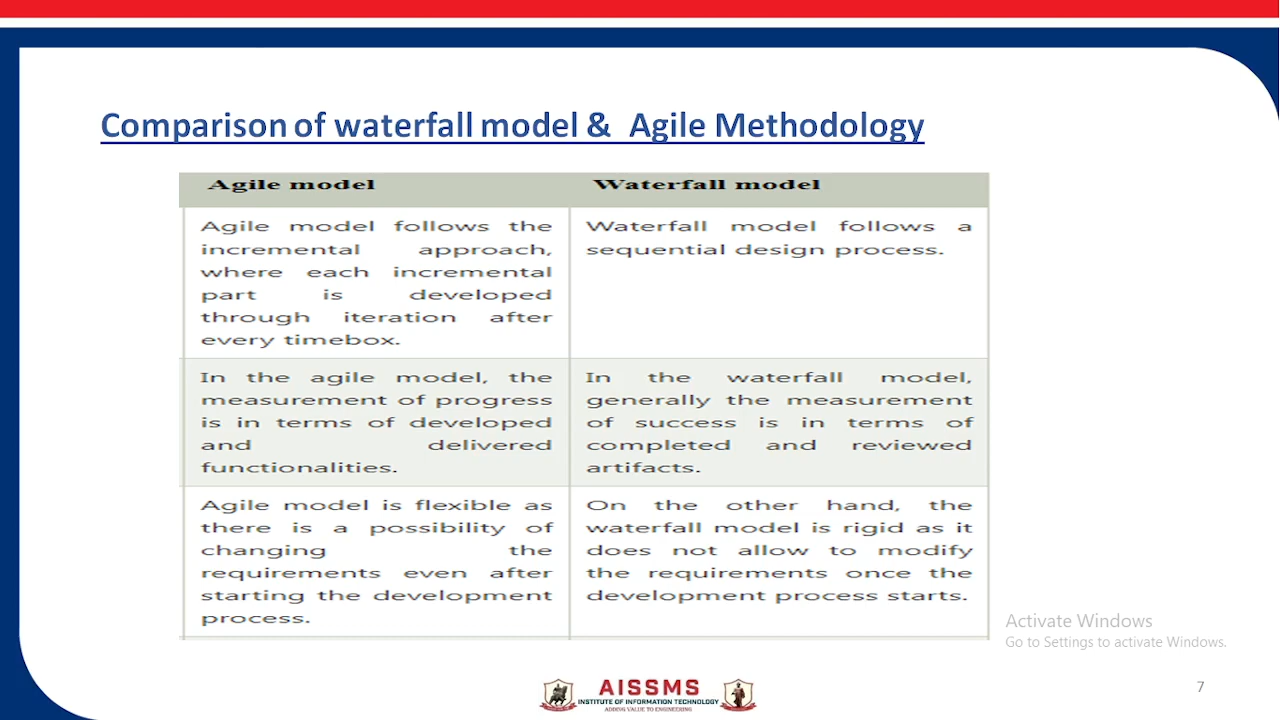 Comparison of waterfall model & Agile Methodology
Agile model
Waterfall model
Agile model follows the
incremental approach,
where each incremental
part is developed
through iteration after
every timebox.
Waterfall model follows a
sequential design process.
In the agile model, the
measurement of progress
is in terms of developed
and delivered
functionalities.
In the waterfall model,
generally the measurement
of success is in terms of
completed and reviewed
artifacts.
Agile model is flexible as
there is a possibility of
changing the
requirements even after
starting the development
process.
On the other hand, the
waterfall model is rigid as it
does not allow to modify
the requirements once the
development process starts.
Activate Windows
Go to Settings to activate Windows.
AISSMS
INSTITUTE OF INFORMATION TECHNOLOGY
ADDING VALUE TO ENGINEERING
7